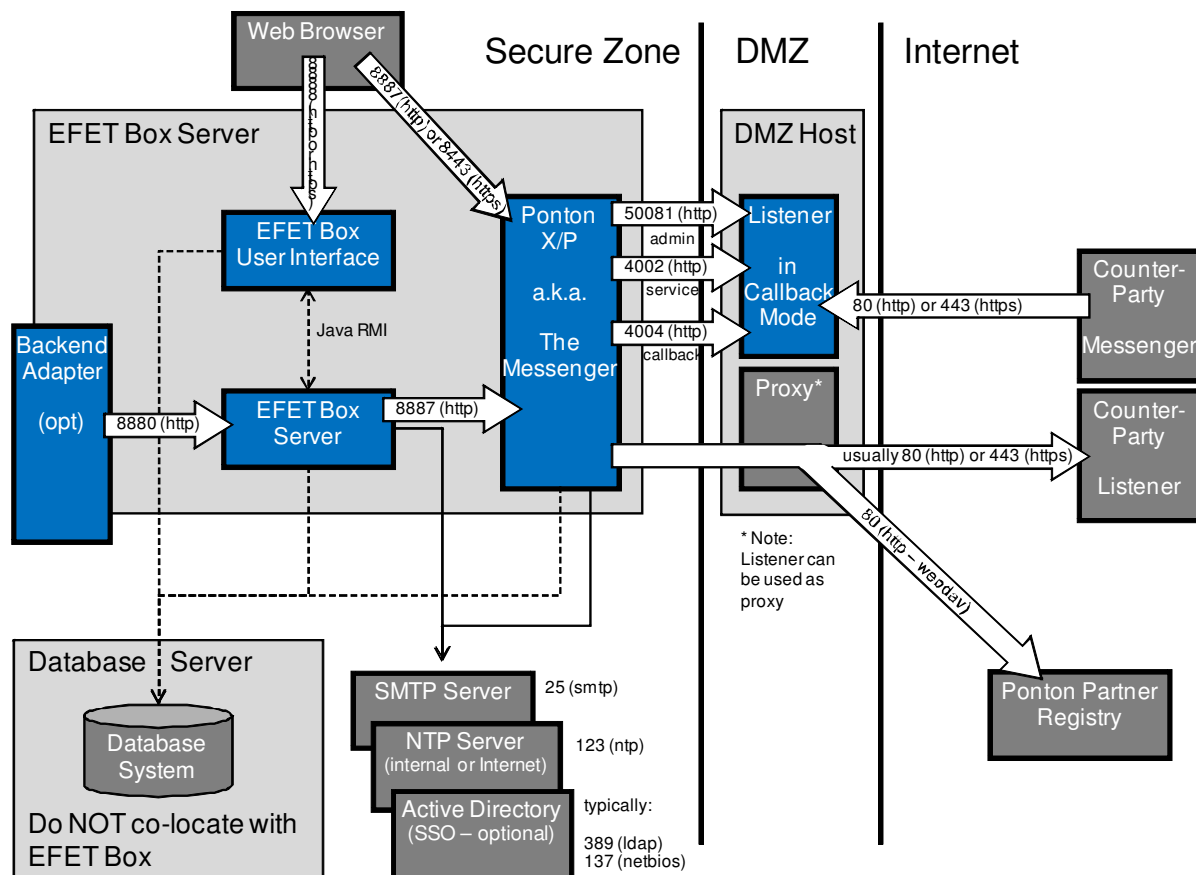 Web Browser
Secure Zone
DMZ
Internet
EFET Box Server
8887 (http) or 8443 (https)
DMZ Host
EFET Box
User Interface
Ponton
X/P
a.k.a.
The
Messenger
50081 (http)
admin
4002 (http)
service
4004 (http)
callback
Listener
in
Callback
Mode
80 (http) or 443 (https)
Counter-
Party
Messenger
Java RMI
Backend
Adapter
(opt)
8880 (http)
EFET Box
Server
8887 (http)
Proxy*
usually 80 (http) or 443 (https)
Counter-
Party
Listener
80 (http – webdav)
* Note:
Listener can
be used as
proxy
Ponton Partner
Registry
Database Server
Database
System
Do NOT co-locate with
EFET Box
SMTP Server
25 (smtp)
NTP Server
(internal or Internet)
123 (ntp)
Active Directory
(SSO – optional)
typically:
389 (ldap)
137 (netbios)